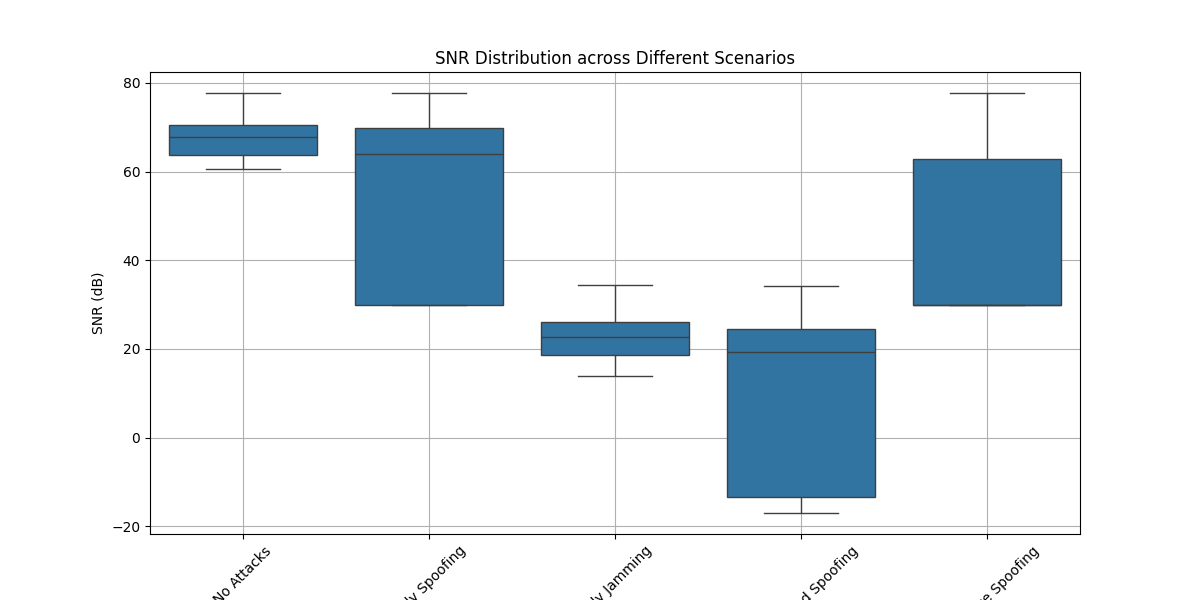 SNR Distribution across Different Scenarios
80
60
40
20
0
−20
SNR (dB)
No Attacks
Spoofing
Jamming
Spoofing
Spoofing